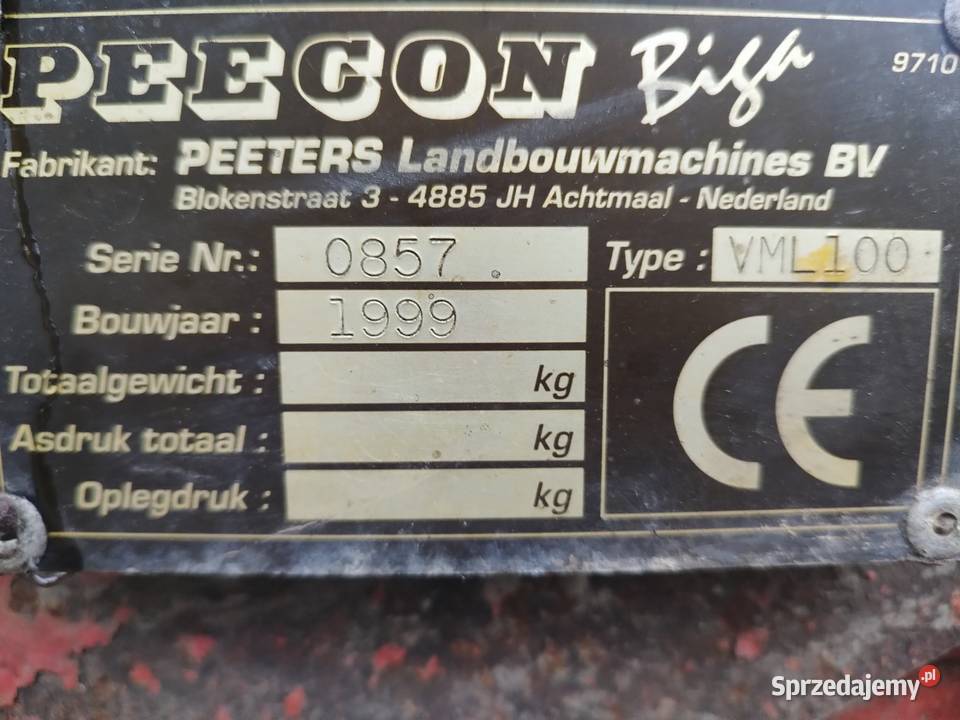 PEECON Biga 9710
Fabrikant: PEETERS Landbouwmachines BV
Blokenstraat 3 - 4885 JH Achtmaal - Nederland
Serie Nr.: 0857 . Type : VML100
Bouwjaar : 1999
Totaalgewicht : kg
Asdruk totaal : kg
Oplegdruk : kg
CE
Sprzedajemy.pl